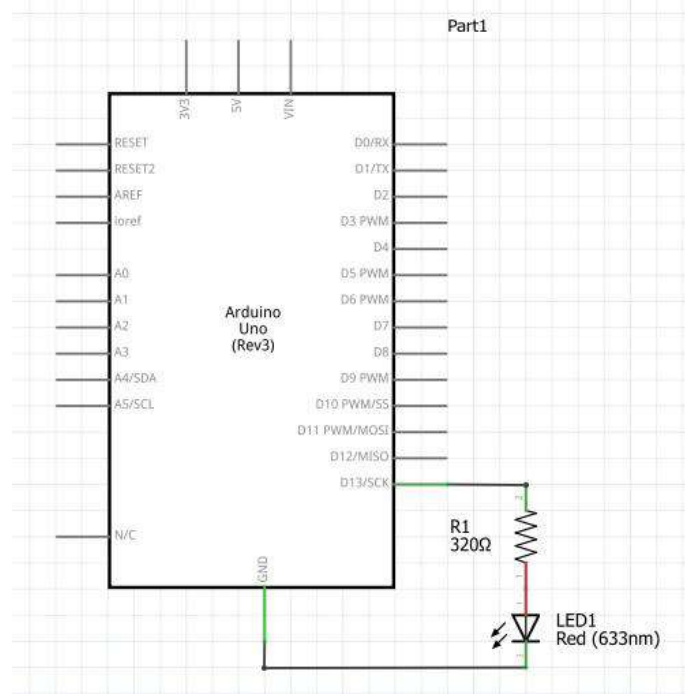 Part1
3V3
5V
VIN
RESET
RESET2
AREF
ioref
A0
A1
A2
A3
A4/SDA
A5/SCL
N/C
Arduino
Uno
(Rev3)
D0/RX
D1/TX
D2
D3 PWM
D4
D5 PWM
D6 PWM
D7
D8
D9 PWM
D10 PWM/SS
D11 PWM/MOSI
D12/MISO
D13/SCK
GND
2
R1
320Ω
LED1
Red (633nm)